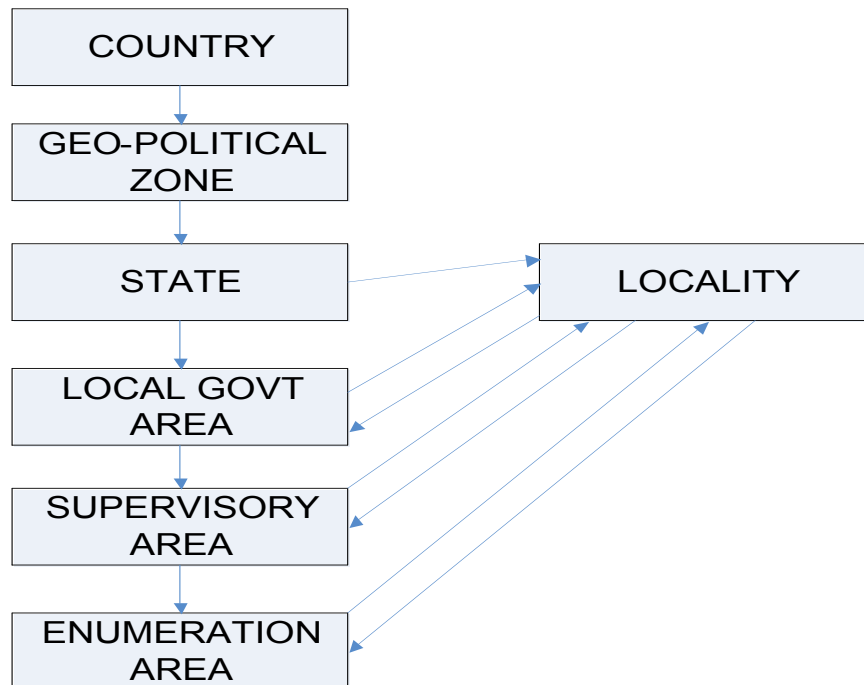 COUNTRY
GEO-POLITICAL
ZONE
STATE
LOCALITY
LOCAL GOVT
AREA
SUPERVISORY
AREA
ENUMERATION
AREA